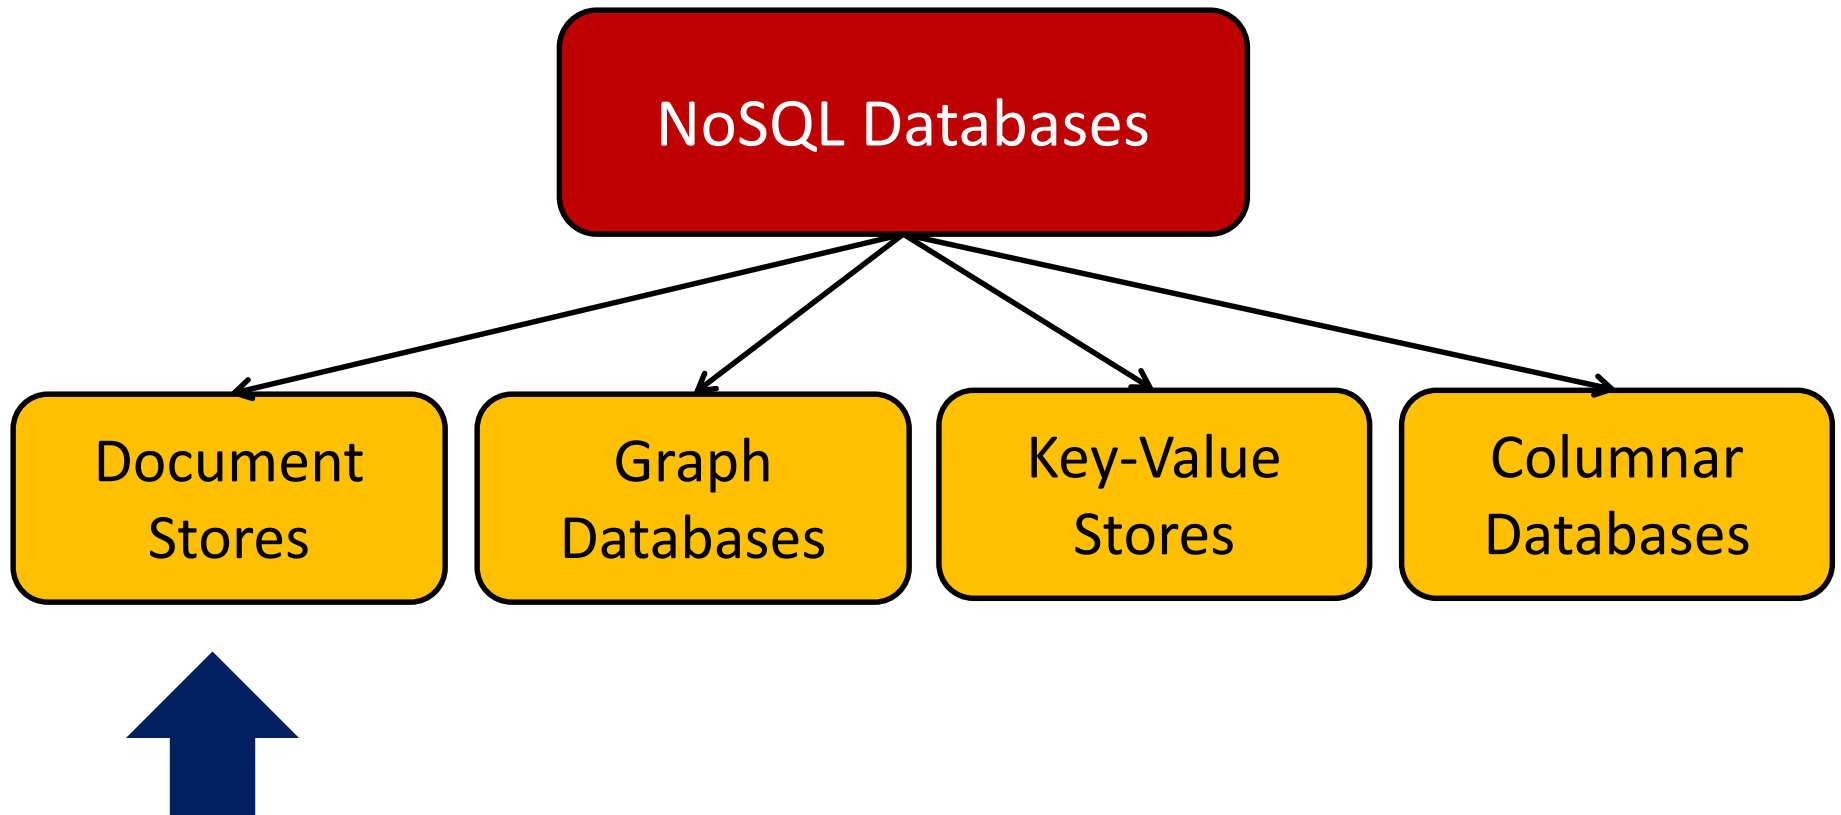 NoSQL Databases
Document
Stores
Graph
Databases
Key-Value
Stores
Columnar
Databases